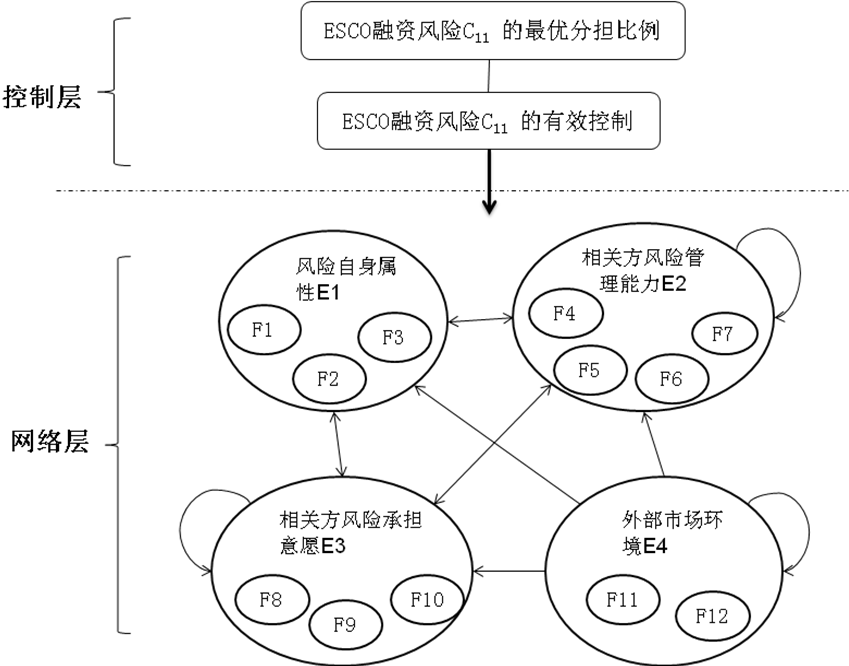 ESCO融资风险C11 的最优分担比例
控制层
ESCO融资风险C11 的有效控制
风险自身属
性E1
F1
F2
F3
相关方风险管
理能力E2
F4
F5
F6
F7
网络层
相关方风险承担
意愿E3
F8
F9
F10
外部市场环
境E4
F11
F12